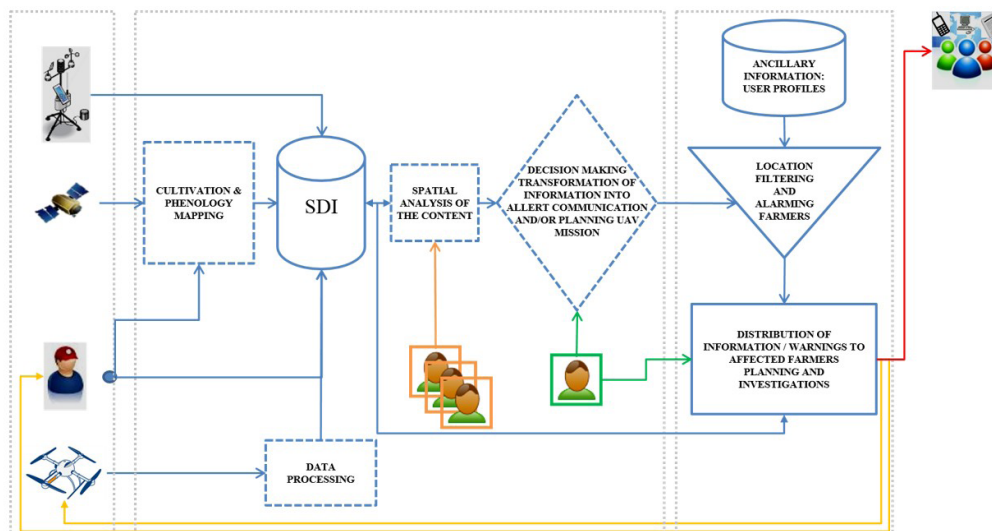 ANCILLARY
INFORMATION:
USER PROFILES
CULTIVATION &
PHENOLOGY
MAPPING
SDI
SPATIAL
ANALYSIS OF
THE CONTENT
DECISION MAKING
TRANSFORMATION OF
INFORMATION INTO
ALLERT COMMUNICATION
AND/OR PLANNING UAV
MISSION
LOCATION
FILTERING
AND
ALARMING
FARMERS
DISTRIBUTION OF
INFORMATION / WARNINGS TO
AFFECTED FARMERS
PLANNING AND
INVESTIGATIONS
DATA
PROCESSING